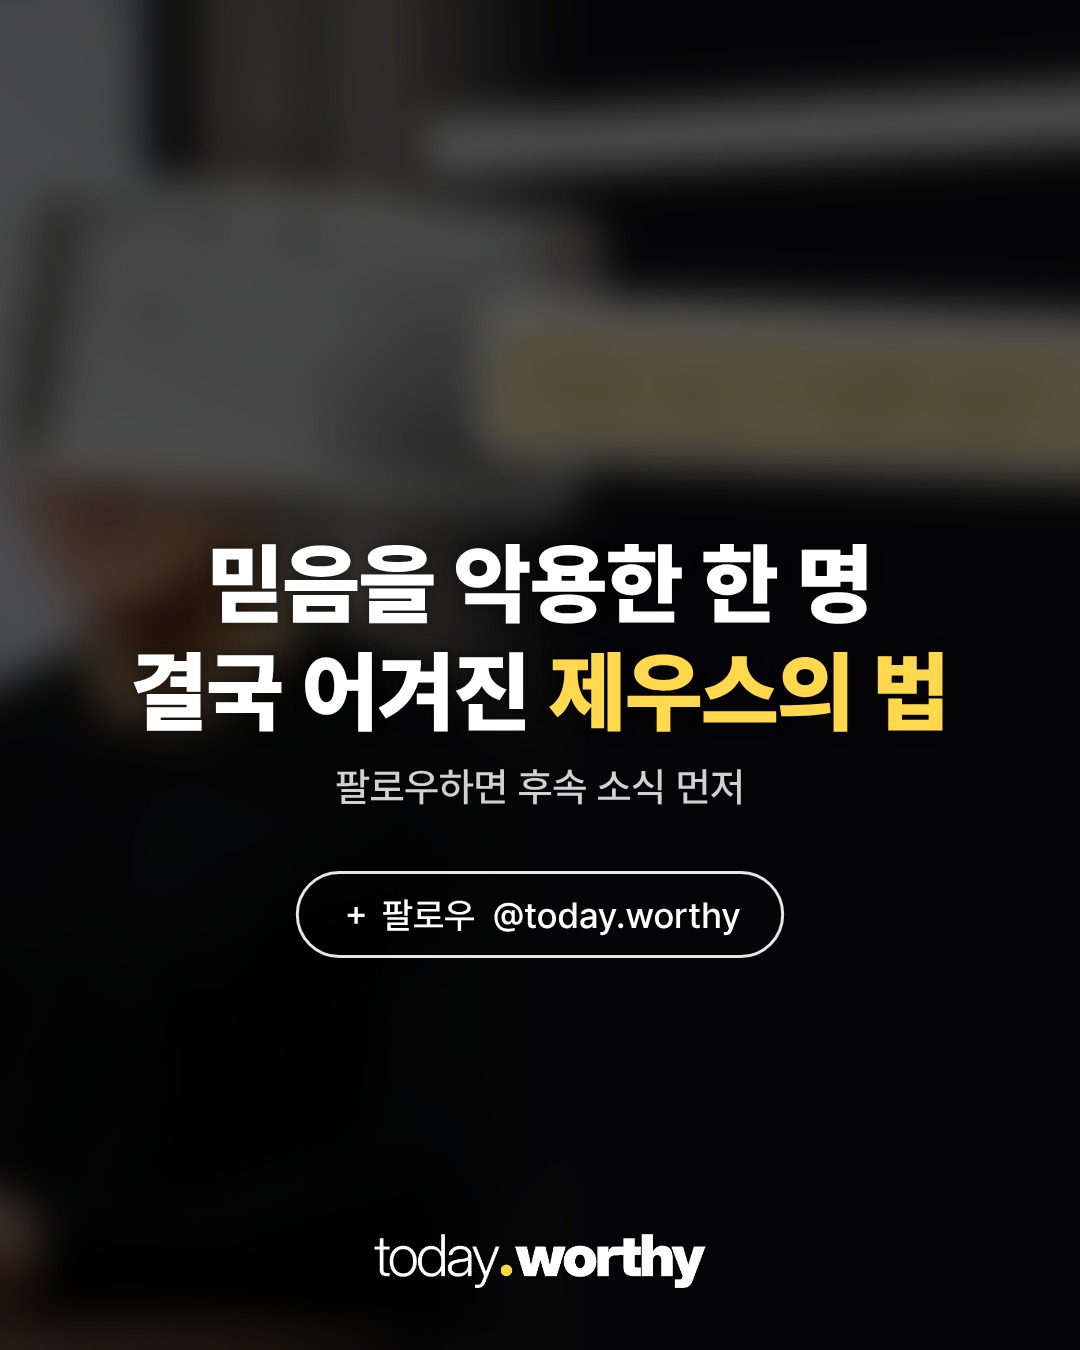 믿음을 악용한 한 명
결국 어겨진 제우스의 법
팔로우하면 후속 소식 먼저
+ 팔로우 @today.worthy
today.worthy